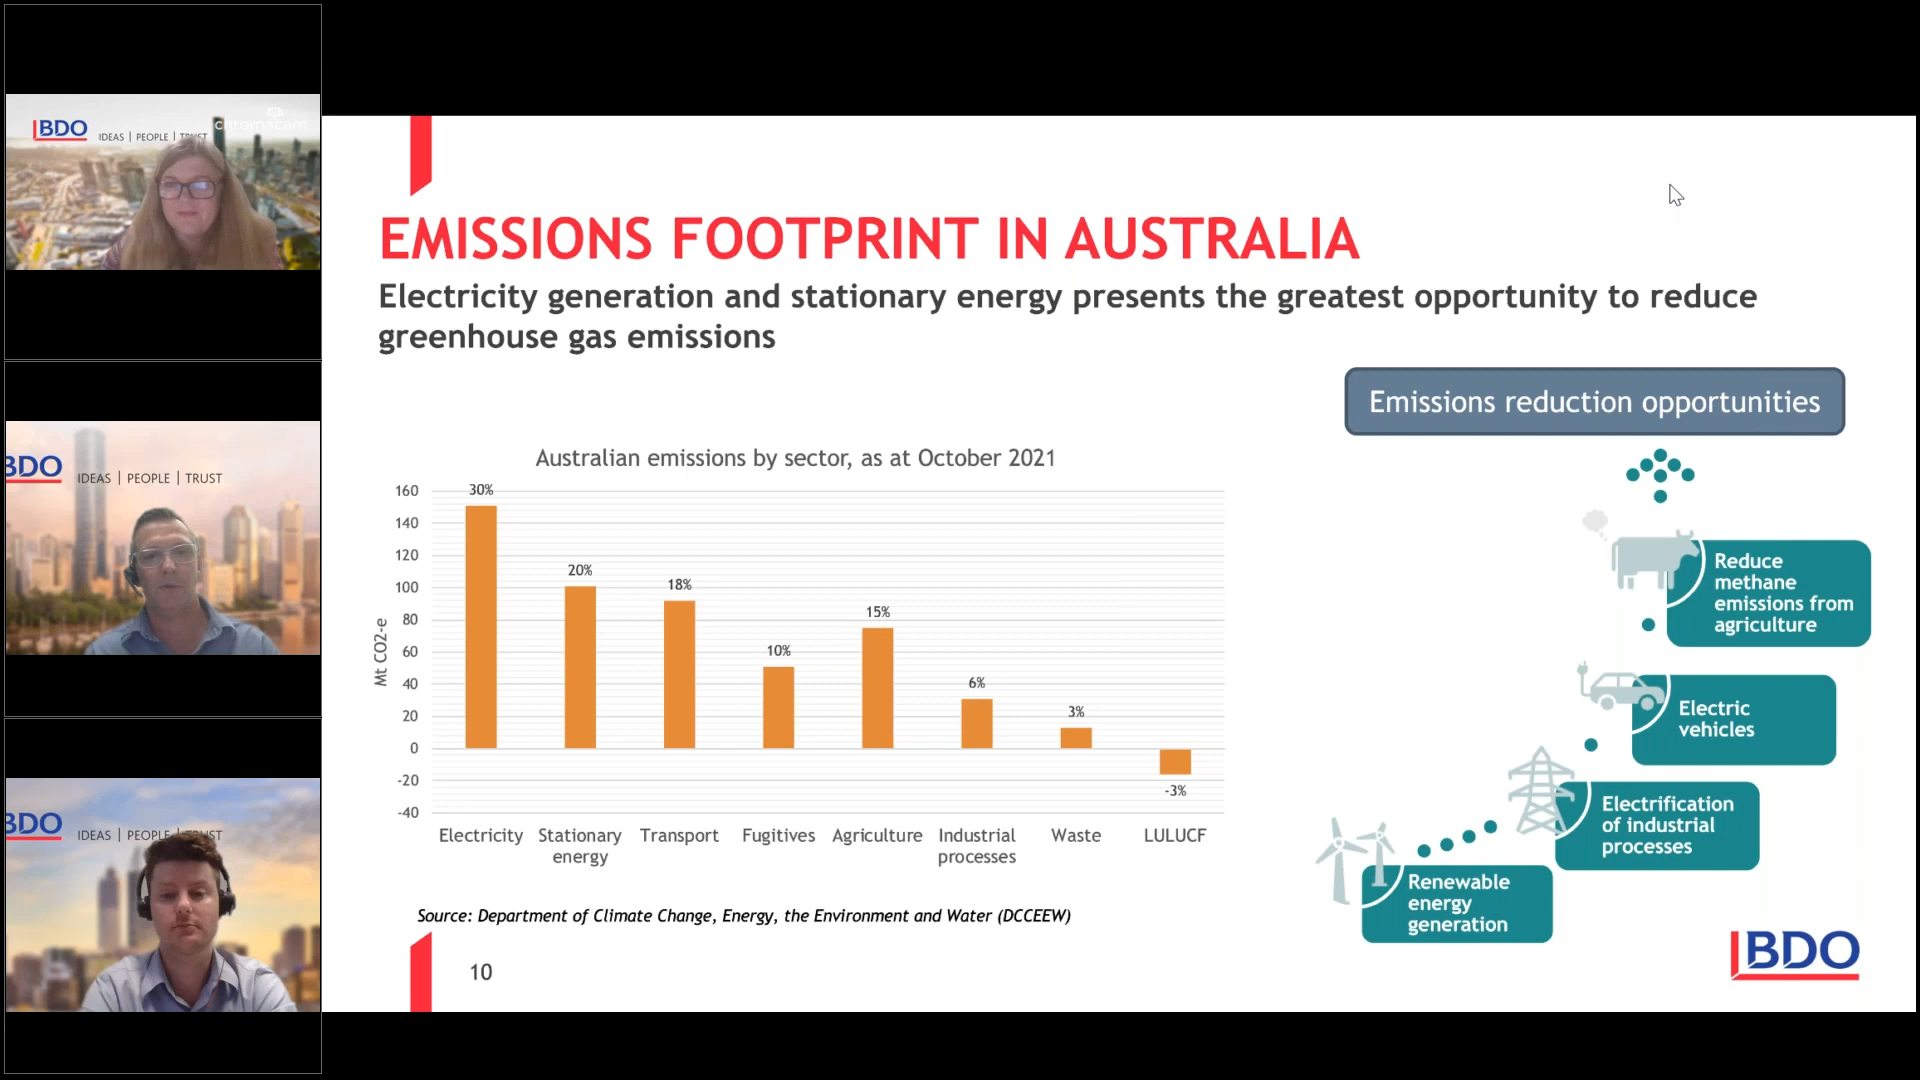 BDO IDEAS | PEOPLE | TRUST
chromacam
BDO IDEAS | PEOPLE | TRUST
BDO IDEAS | PEOPLE | TRUST
EMISSIONS FOOTPRINT IN AUSTRALIA
Electricity generation and stationary energy presents the greatest opportunity to reduce
greenhouse gas emissions
Australian emissions by sector, as at October 2021
Mt CO2-e
160
140
120
100
80
60
40
20
0
-20
-40
30%
20%
18%
10%
15%
6%
3%
-3%
Electricity
Stationary
energy
Transport
Fugitives
Agriculture
Industrial
processes
Waste
LULUCF
Source: Department of Climate Change, Energy, the Environment and Water (DCCEEW)
10
Emissions reduction opportunities
Reduce
methane
emissions from
agriculture
Electric
vehicles
Electrification
of industrial
processes
Renewable
energy
generation
BDO